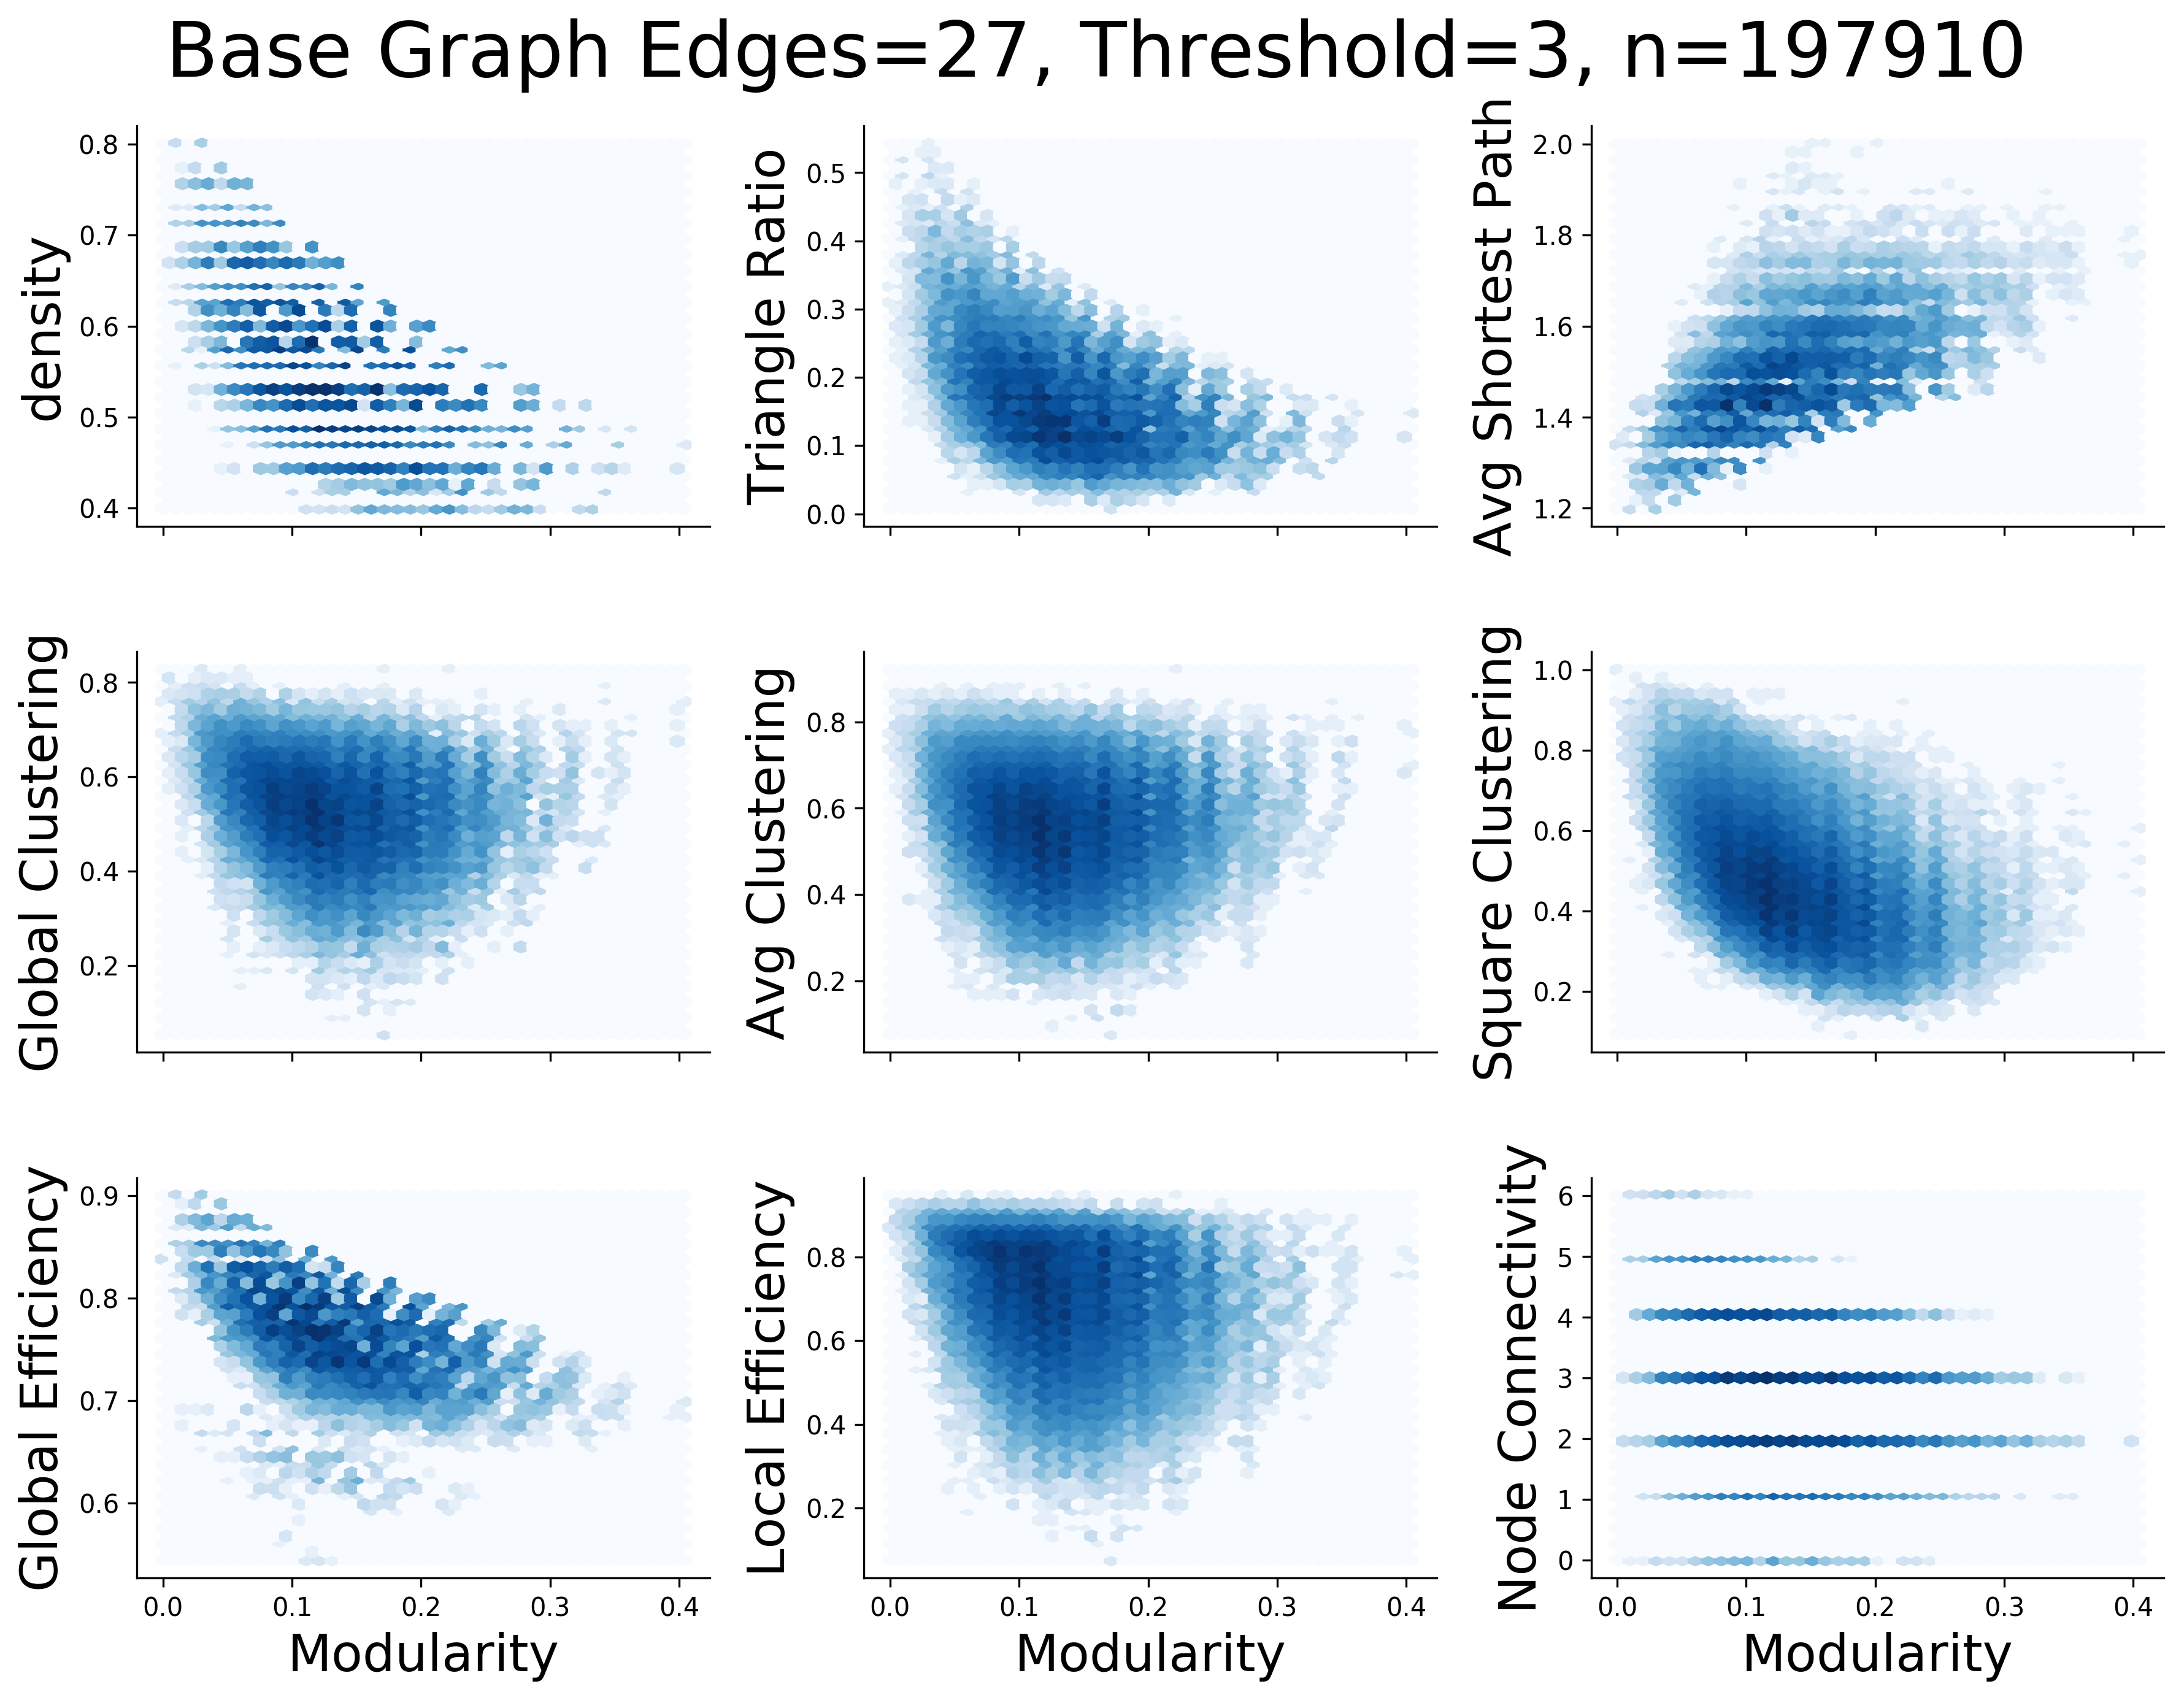 Base Graph Edges=27, Threshold=3, n=197910
density
0.8
0.7
0.6
0.5
0.4
Triangle Ratio
0.5
0.4
0.3
0.2
0.1
0.0
Avg Shortest Path
2.0
1.8
1.6
1.4
1.2
Global Clustering
0.8
0.6
0.4
0.2
Avg Clustering
0.8
0.6
0.4
0.2
Square Clustering
1.0
0.8
0.6
0.4
0.2
Global Efficiency
0.9
0.8
0.7
0.6
0.0 0.1 0.2 0.3 0.4
Modularity
Local Efficiency
0.8
0.6
0.4
0.2
0.0 0.1 0.2 0.3 0.4
Modularity
Node Connectivity
6
5
4
3
2
1
0
0.0 0.1 0.2 0.3 0.4
Modularity